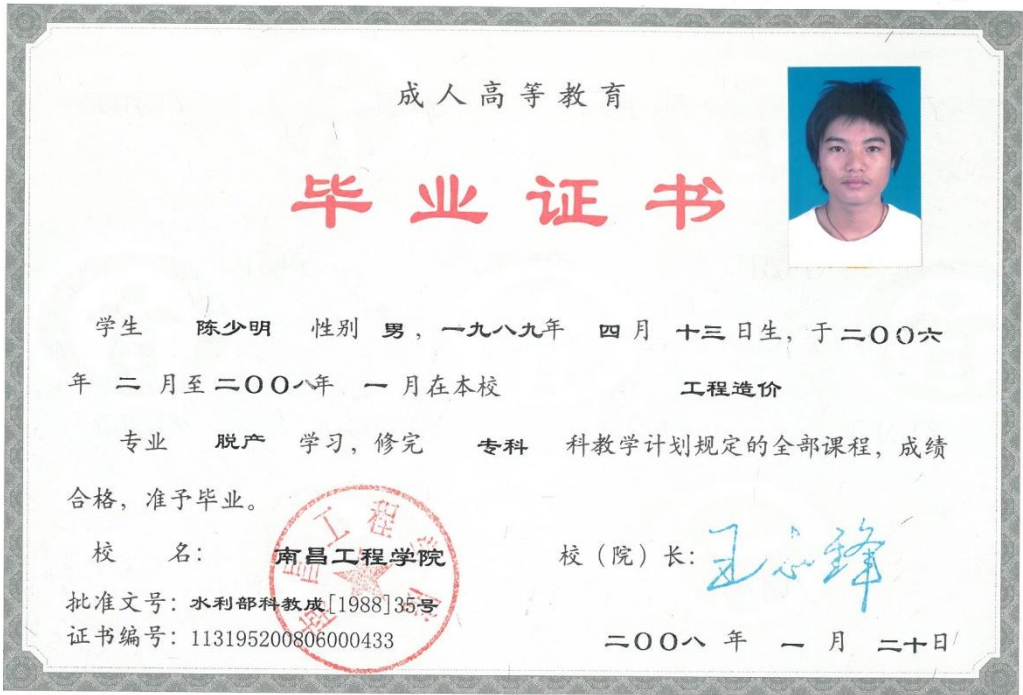 成人高等教育
毕业证书
学生 陈少明 性别 男，一九八九年 四月 十三日生，于二〇〇六
年 二 月至二〇〇八年 一 月在本校 工程造价
专业 脱产 学习，修完 专科 科教学计划规定的全部课程，成绩
合格，准予毕业。
校 名：南昌工程学院 校（院）长：
批准文号：水利部科教成[1988]35号
证书编号：113195200806000433
二〇〇八 年 一 月 二十日